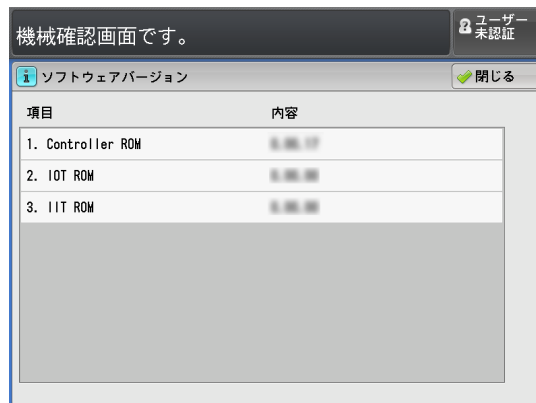 機械確認画面です。
ユーザー
未認証
ソフトウェアバージョン
閉じる
項目 内容
1. Controller ROM
2. IOT ROM
3. IIT ROM